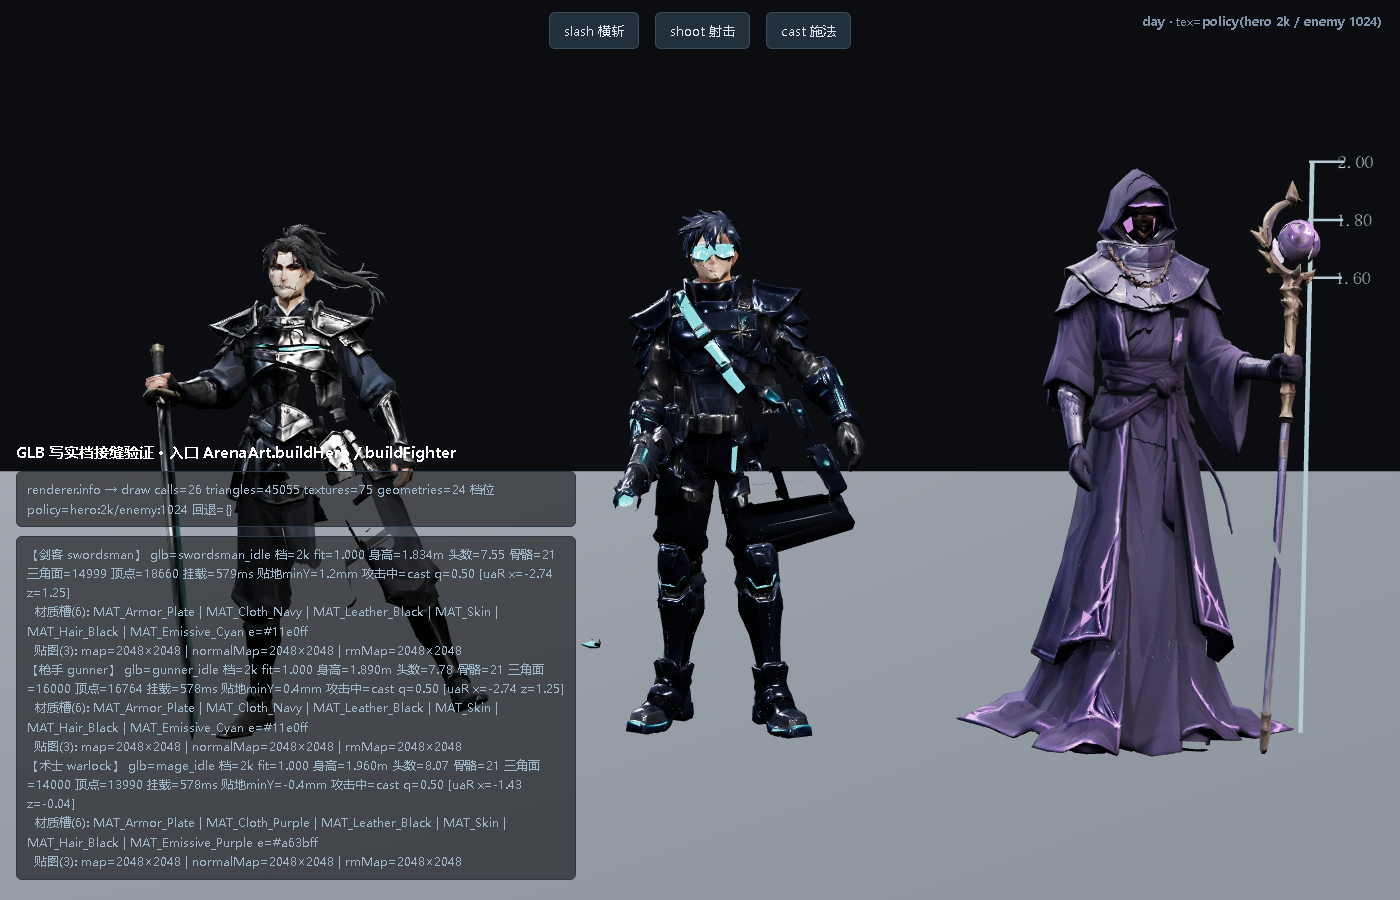 slash 横斩
shoot 射击
cast 施法
day · tex=policy(hero 2k / enemy 1024)
2.00
1.80
1.60
GLB 写实档接缝验证 · 入口 ArenaArt.buildHero / buildFighter
renderer.info → draw calls=26 triangles=45055 textures=75 geometries=24 档位
policy=hero:2k/enemy:1024 回退={}
【剑客 swordsman】 glb=swordsman_idle 档=2k fit=1.000 身高=1.834m 头数=7.55 骨骼=21
三角面=14999 顶点=18660 挂载=579ms 贴地minY=1.2mm 攻击中=cast q=0.50 [uaR x=-2.74
z=1.25]
材质槽(6): MAT_Armor_Plate | MAT_Cloth_Navy | MAT_Leather_Black | MAT_Skin |
MAT_Hair_Black | MAT_Emissive_Cyan e=#11e0ff
贴图(3): map=2048×2048 | normalMap=2048×2048 | rmMap=2048×2048
【枪手 gunner】 glb=gunner_idle 档=2k fit=1.000 身高=1.890m 头数=7.78 骨骼=21 三角面
=16000 顶点=16764 挂载=578ms 贴地minY=0.4mm 攻击中=cast q=0.50 [uaR x=-2.74 z=1.25]
材质槽(6): MAT_Armor_Plate | MAT_Cloth_Navy | MAT_Leather_Black | MAT_Skin |
MAT_Hair_Black | MAT_Emissive_Cyan e=#11e0ff
贴图(3): map=2048×2048 | normalMap=2048×2048 | rmMap=2048×2048
【术士 warlock】 glb=mage_idle 档=2k fit=1.000 身高=1.960m 头数=8.07 骨骼=21 三角面
=14000 顶点=13990 挂载=578ms 贴地minY=-0.4mm 攻击中=cast q=0.50 [uaR x=-1.43
z=-0.04]
材质槽(6): MAT_Armor_Plate | MAT_Cloth_Purple | MAT_Leather_Black | MAT_Skin |
MAT_Hair_Black | MAT_Emissive_Purple e=#a63bff
贴图(3): map=2048×2048 | normalMap=2048×2048 | rmMap=2048×2048